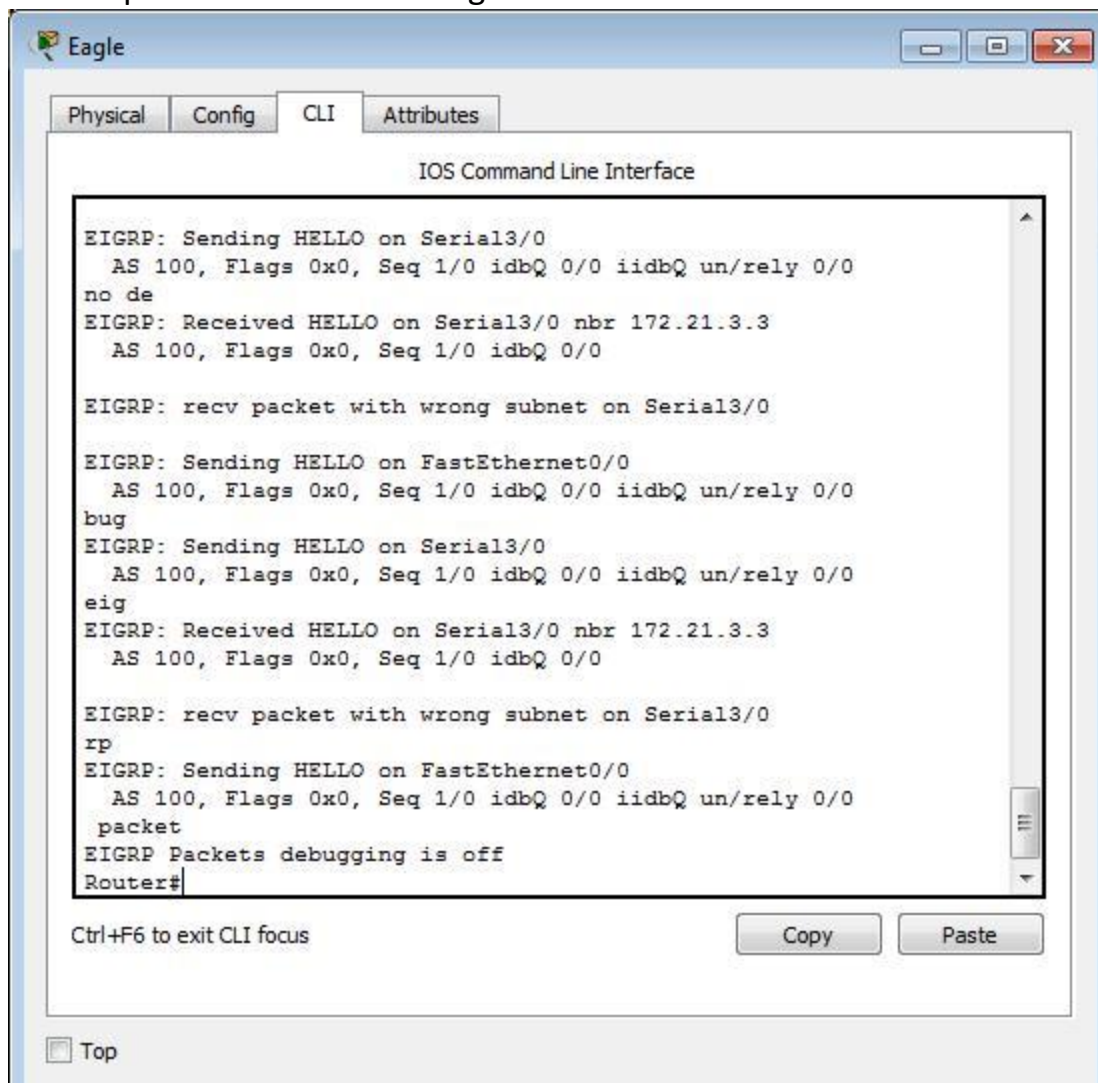 Eagle
Physical Config CLI Attributes
IOS Command Line Interface
EIGRP: Sending HELLO on Serial3/0
  AS 100, Flags 0x0, Seq 1/0 idbQ 0/0 iidbQ un/rely 0/0
no de
EIGRP: Received HELLO on Serial3/0 nbr 172.21.3.3
  AS 100, Flags 0x0, Seq 1/0 idbQ 0/0
EIGRP: recv packet with wrong subnet on Serial3/0
EIGRP: Sending HELLO on FastEthernet0/0
  AS 100, Flags 0x0, Seq 1/0 idbQ 0/0 iidbQ un/rely 0/0
bug
EIGRP: Sending HELLO on Serial3/0
  AS 100, Flags 0x0, Seq 1/0 idbQ 0/0 iidbQ un/rely 0/0
eig
EIGRP: Received HELLO on Serial3/0 nbr 172.21.3.3
  AS 100, Flags 0x0, Seq 1/0 idbQ 0/0
EIGRP: recv packet with wrong subnet on Serial3/0
rp
EIGRP: Sending HELLO on FastEthernet0/0
  AS 100, Flags 0x0, Seq 1/0 idbQ 0/0 iidbQ un/rely 0/0
 packet
EIGRP Packets debugging is off
Router#
Ctrl+F6 to exit CLI focus Copy Paste
Top